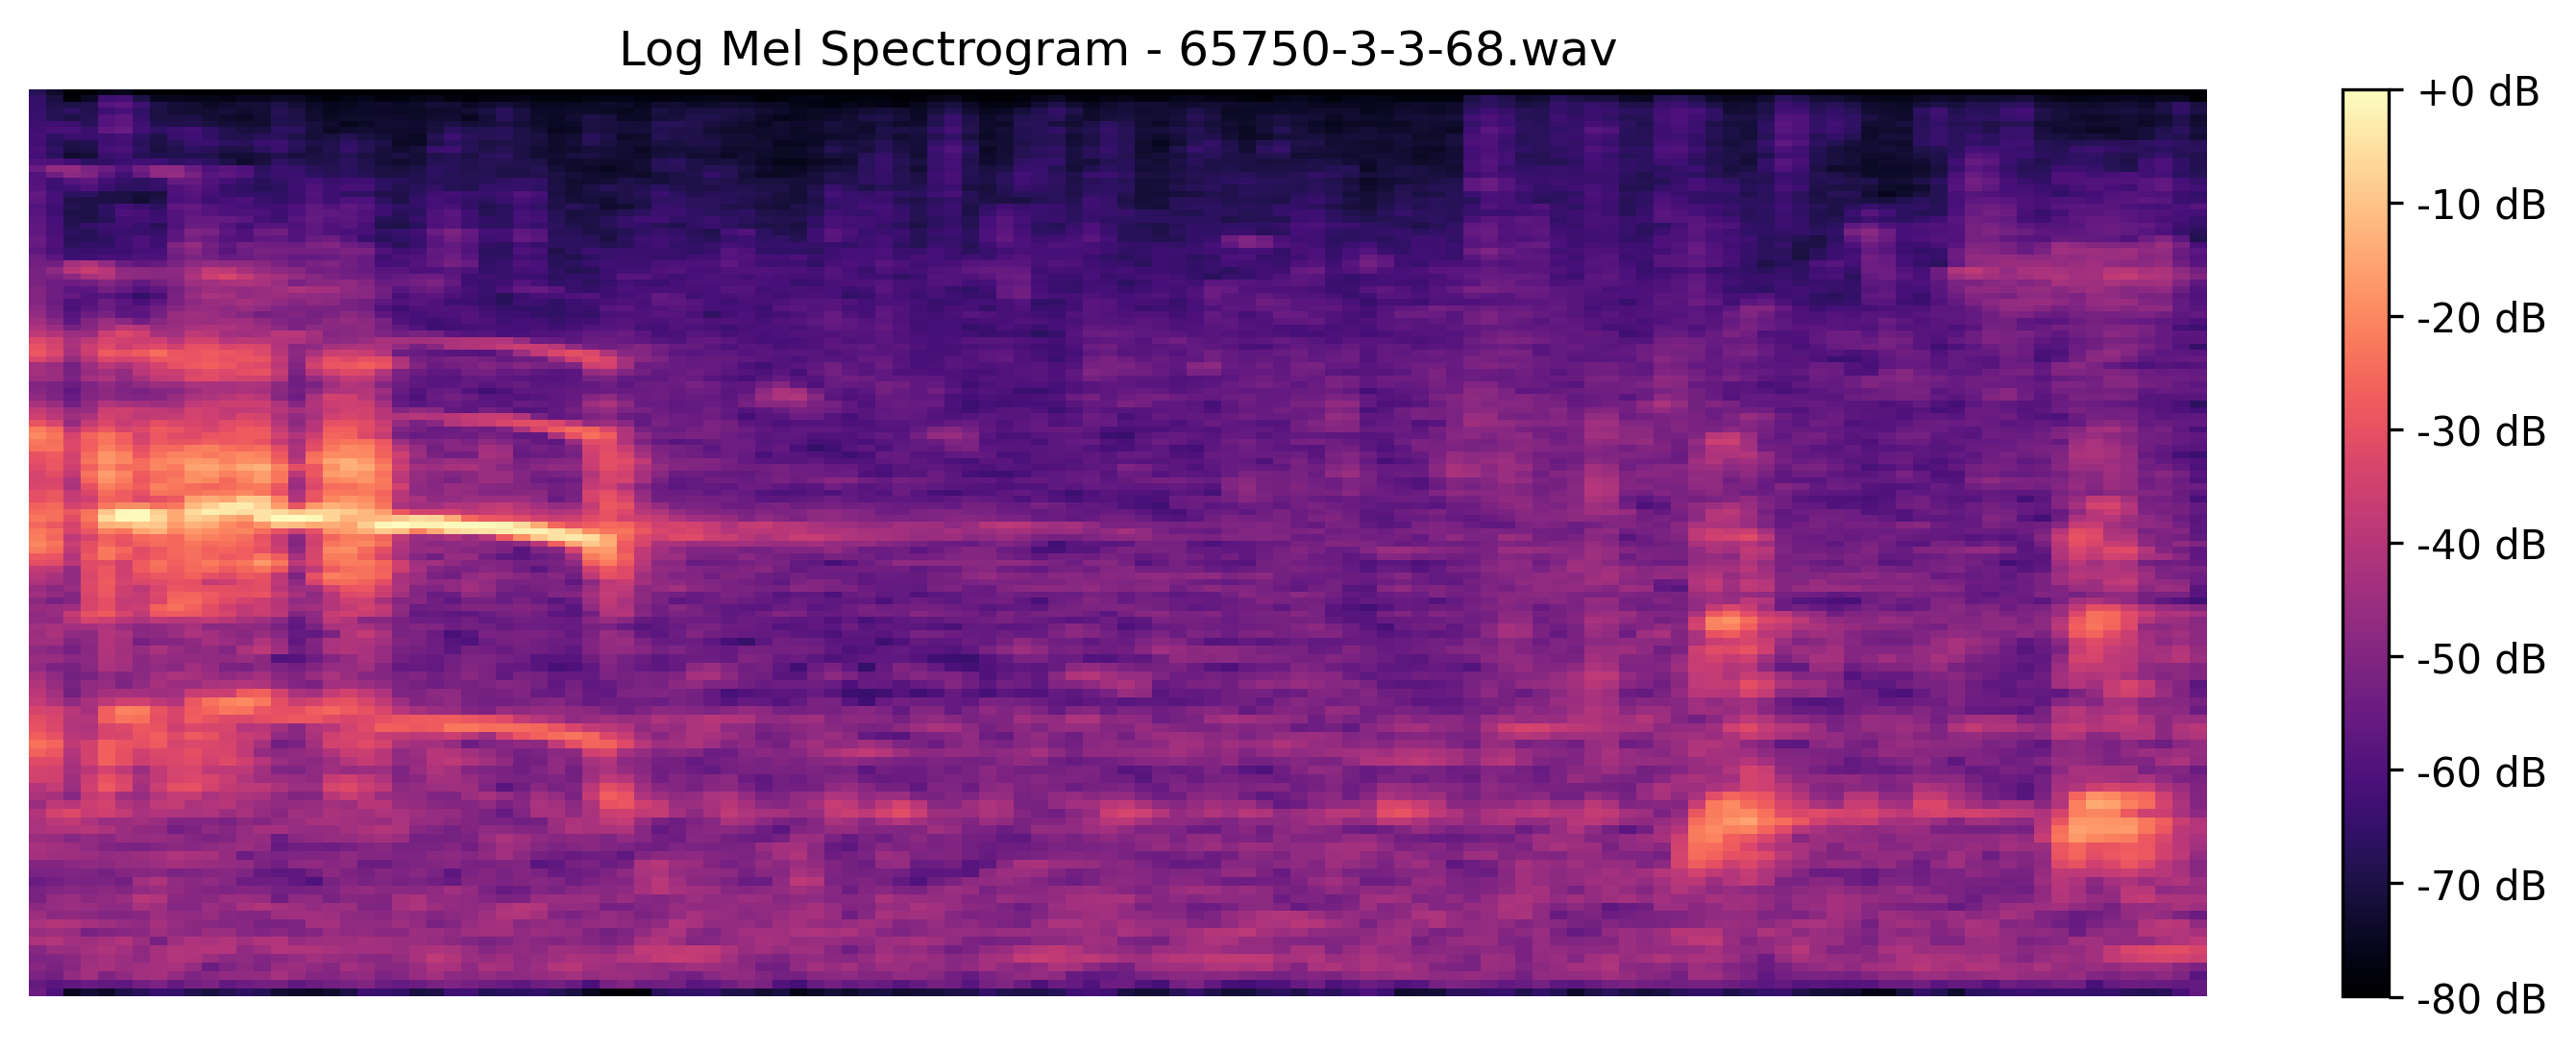 Log Mel Spectrogram - 65750-3-3-68.wav
+0 dB
-10 dB
-20 dB
-30 dB
-40 dB
-50 dB
-60 dB
-70 dB
-80 dB